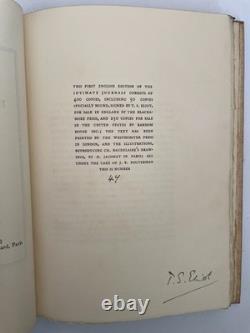 THIS FIRST ENGLISH EDITION OF THE
INTIMATE JOURNALS CONSISTS OF
400 COPIES, INCLUDING 50 COPIES
SPECIALLY BOUND, SIGNED BY T. S. ELIOT,
FOR SALE IN ENGLAND BY THE BLACKA-
MORE PRESS, AND 250 COPIES FOR SALE
IN THE UNITED STATES BY RANDOM
HOUSE INC.; THE TEXT HAS BEEN
PRINTED BY THE WESTMINSTER PRESS
IN LONDON, AND THE ILLUSTRATIONS,
REPRODUCING CH. BAUDELAIRE'S DRAW-
INGS, BY D. JACOMET IN PARIS; ALL
UNDER THE CARE OF J. E. POUTERMAN
THIS IS NUMBER
44
T. S. Eliot
ard, Paris
© ebay